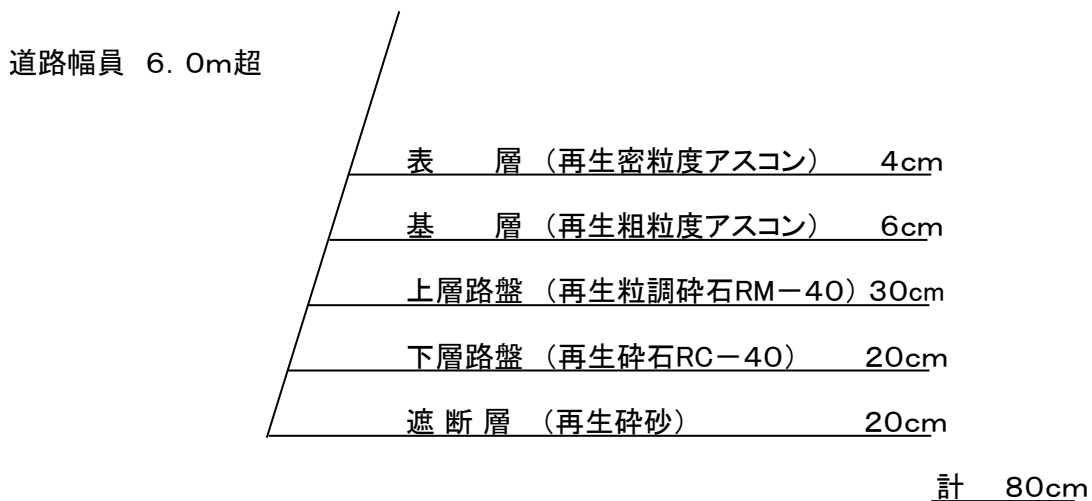 道路幅員 6.0m超
表 層 (再生密粒度アスコン) 4cm
基 層 (再生粗粒度アスコン) 6cm
上層路盤 (再生粒調砕石RM-40) 30cm
下層路盤 (再生砕石RC-40) 20cm
遮 断 層 (再生砕砂) 20cm
計 80cm